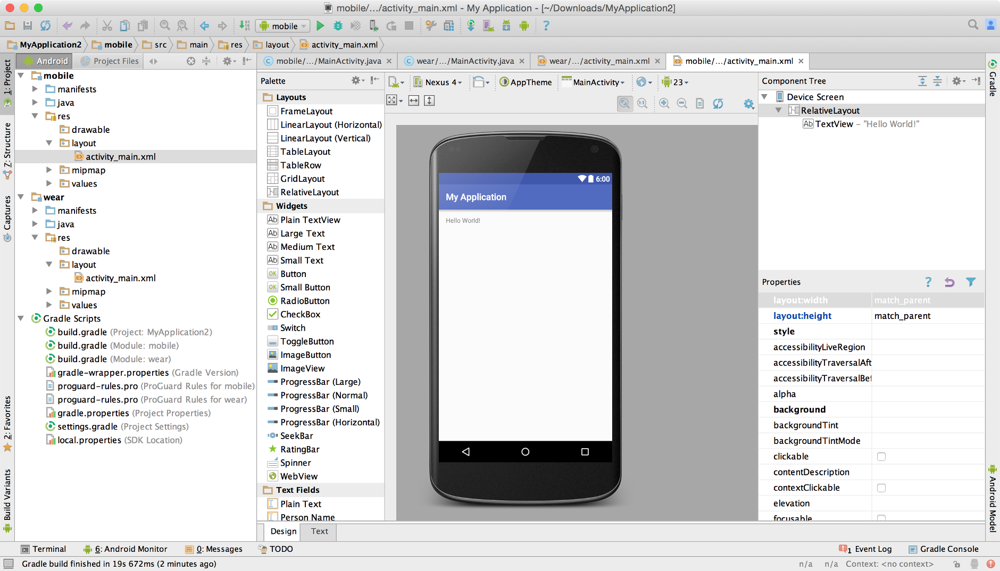 mobile/.../activity_main.xml - My Application - [~/Downloads/MyApplication2]
mobile
MyApplication2 mobile src main res layout activity_main.xml
Android Project Files
mobile/.../MainActivity.java wear/.../MainActivity.java wear/.../activity_main.xml mobile/.../activity_main.xml
1: Project
7: Structure
Captures
2: Favorites
Build Variants
mobile
manifests
java
res
drawable
layout
activity_main.xml
mipmap
values
wear
manifests
java
res
drawable
layout
activity_main.xml
mipmap
values
Gradle Scripts
build.gradle (Project: MyApplication2)
build.gradle (Module: mobile)
build.gradle (Module: wear)
gradle-wrapper.properties (Gradle Version)
proguard-rules.pro (ProGuard Rules for mobile)
proguard-rules.pro (ProGuard Rules for wear)
gradle.properties (Project Properties)
settings.gradle (Project Settings)
local.properties (SDK Location)
Palette
Layouts
FrameLayout
LinearLayout (Horizontal)
LinearLayout (Vertical)
TableLayout
TableRow
GridLayout
RelativeLayout
Widgets
Ab Plain TextView
Ab Large Text
Ab Medium Text
Ab Small Text
OK Button
OK Small Button
RadioButton
CheckBox
Switch
ToggleButton
ImageButton
ImageView
ProgressBar (Large)
ProgressBar (Normal)
ProgressBar (Small)
ProgressBar (Horizontal)
SeekBar
RatingBar
Spinner
WebView
Text Fields
Plain Text
Person Name
Nexus 4 AppTheme MainActivity 23
1:1
6:00
My Application
Hello World!
Design Text
Component Tree
Device Screen
RelativeLayout
Ab TextView - "Hello World!"
Properties ?
layout:width match_parent
layout:height match_parent
style
accessibilityLiveRegion
accessibilityTraversalAft
accessibilityTraversalBef
alpha
background
backgroundTint
backgroundTintMode
clickable
contentDescription
contextClickable
elevation
focusable
Gradle
Android Model
Terminal 6: Android Monitor 0: Messages TODO 1 Event Log Gradle Console
Gradle build finished in 19s 672ms (2 minutes ago) n/a n/a Context: <no context>